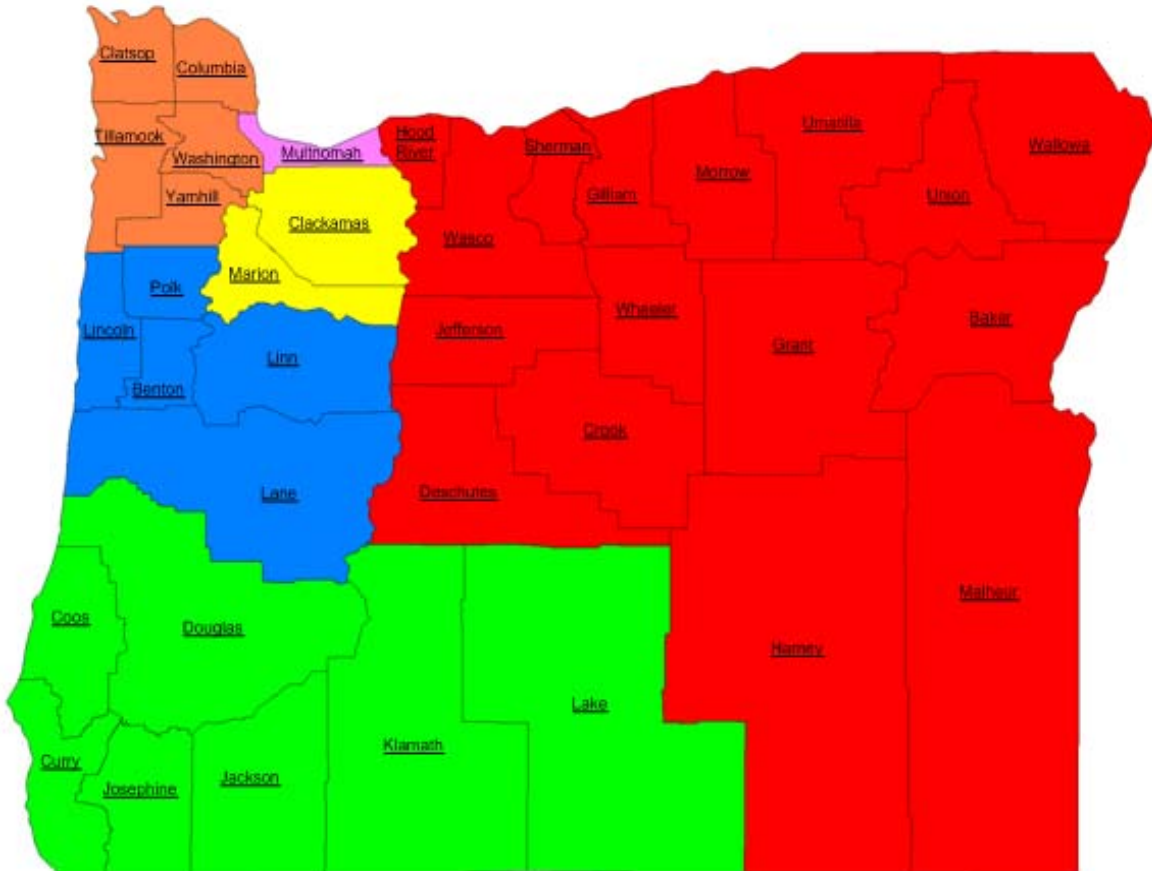 Clatsop
Columbia
Tillamook
Washington
Multnomah
Hood
River
Sherman
Umatilla
Wallowa
Yamhill
Gilliam
Morrow
Union
Clackamas
Wasco
Marion
Polk
Lincoln
Jefferson
Wheeler
Baker
Grant
Linn
Benton
Crook
Lane
Deschutes
Malheur
Coos
Douglas
Harney
Lake
Klamath
Curry
Jackson
Josephine